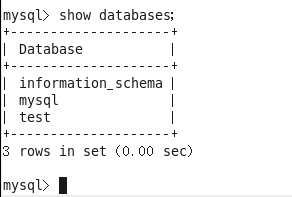 mysql> show databases;
+--------------------+
| Database           |
+--------------------+
| information_schema |
| mysql              |
| test               |
+--------------------+
3 rows in set (0.00 sec)
mysql>